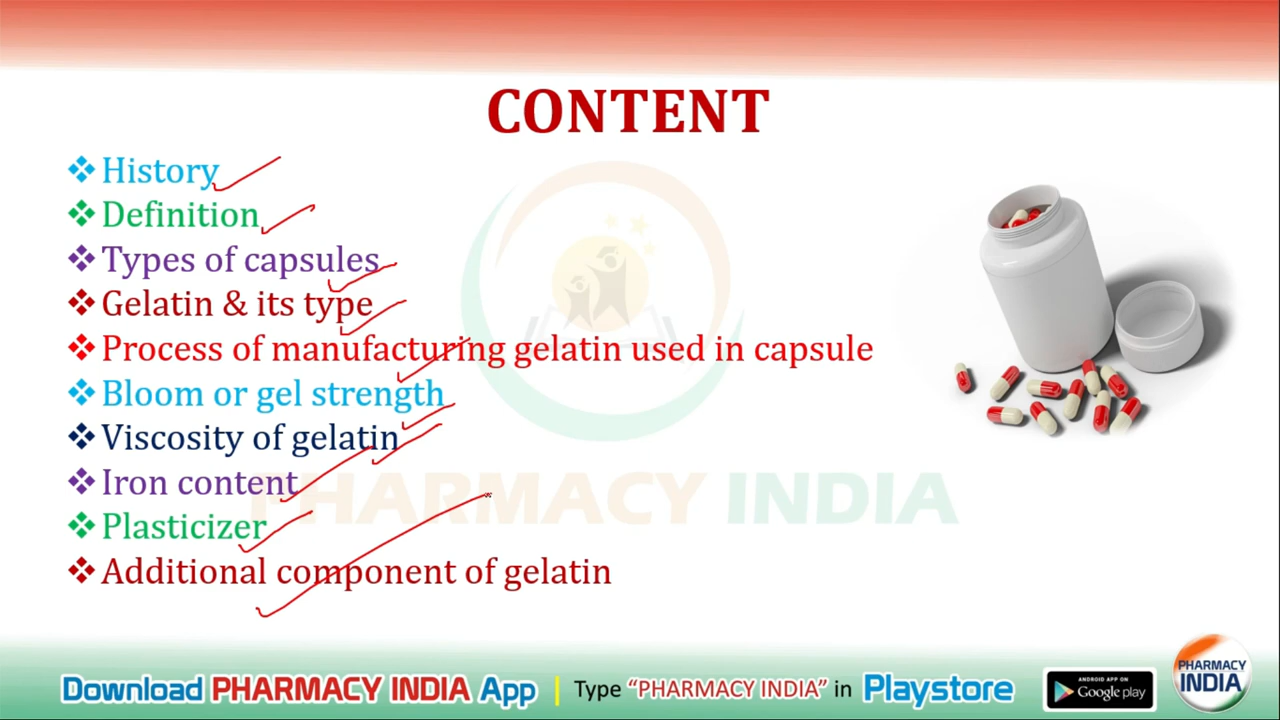 CONTENT
❖ History
❖ Definition
❖ Types of capsules
❖ Gelatin & its type
❖ Process of manufacturing gelatin used in capsule
❖ Bloom or gel strength
❖ Viscosity of gelatin
❖ Iron content
PHARMACY INDIA
❖ Plasticizer
❖ Additional component of gelatin
Download PHARMACY INDIA App | Type “PHARMACY INDIA” in Playstore
ANDROID APP ON
Google play
PHARMACY
INDIA